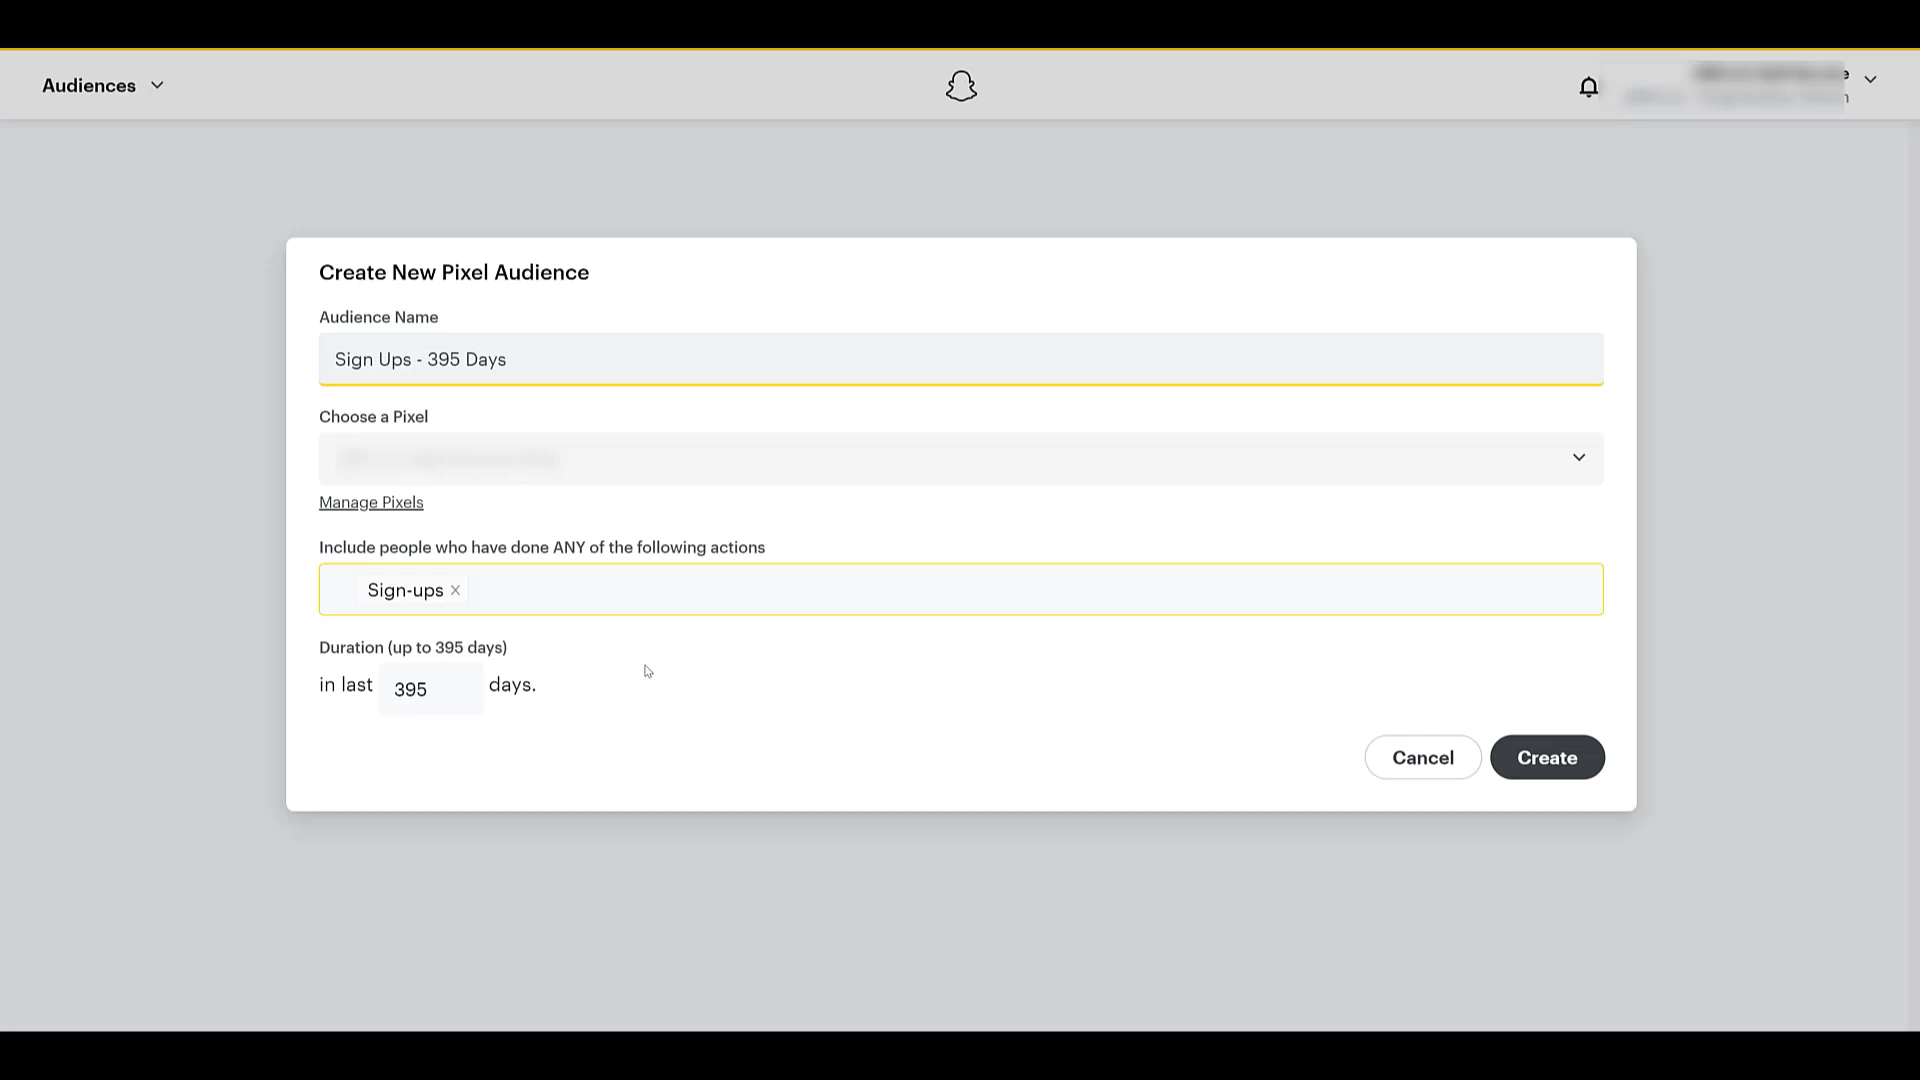 Audiences
Create New Pixel Audience
Audience Name
Sign Ups - 395 Days
Choose a Pixel
Manage Pixels
Include people who have done ANY of the following actions
Sign-ups
Duration (up to 395 days)
in last 395 days.
Cancel Create